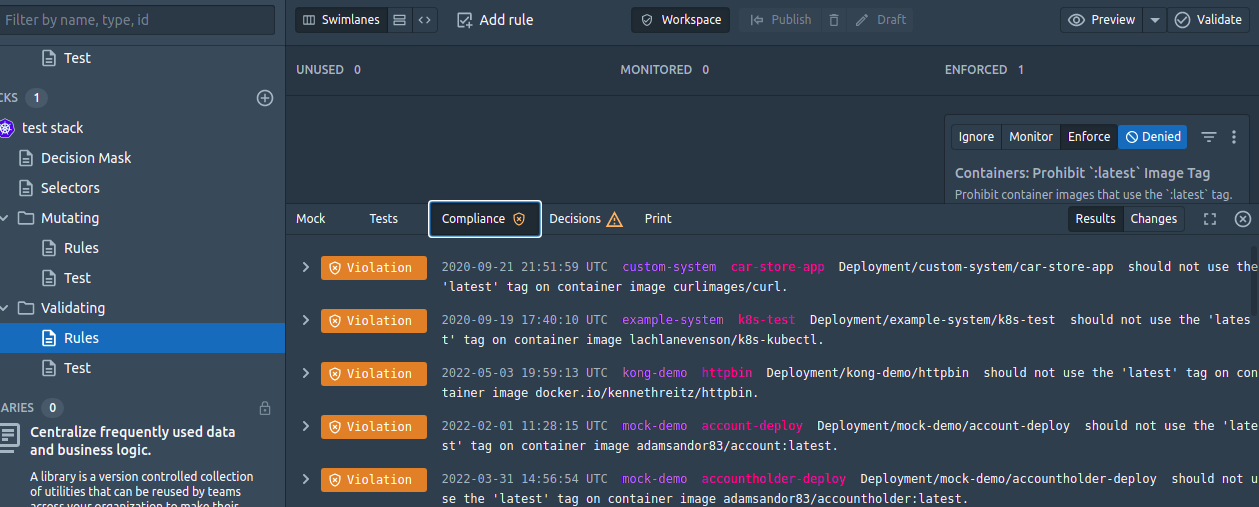 Filter by name, type, id
Test
CKS 1
test stack
Decision Mask
Selectors
Mutating
Rules
Test
Validating
Rules
Test
ARIES 0
Centralize frequently used data
and business logic.
A library is a version controlled collection
of utilities that can be reused by teams
across your organization to make their
Swimlanes
Add rule
Workspace
Publish
Draft
Preview
Validate
UNUSED 0
MONITORED 0
ENFORCED 1
Ignore
Monitor
Enforce
Denied
Containers: Prohibit `:latest` Image Tag
Prohibit container images that use the `:latest` tag.
Mock
Tests
Compliance
Decisions
Print
Results
Changes
Violation 2020-09-21 21:51:59 UTC custom-system car-store-app Deployment/custom-system/car-store-app should not use the
'latest' tag on container image curlimages/curl.
Violation 2020-09-19 17:40:10 UTC example-system k8s-test Deployment/example-system/k8s-test should not use the 'lates
t' tag on container image lachlanevenson/k8s-kubectl.
Violation 2022-05-03 19:59:13 UTC kong-demo httpbin Deployment/kong-demo/httpbin should not use the 'latest' tag on con
tainer image docker.io/kennethreitz/httpbin.
Violation 2022-02-01 11:28:15 UTC mock-demo account-deploy Deployment/mock-demo/account-deploy should not use the 'late
st' tag on container image adamsandor83/account:latest.
Violation 2022-03-31 14:56:54 UTC mock-demo accountholder-deploy Deployment/mock-demo/accountholder-deploy should not u
se the 'latest' tag on container image adamsandor83/accountholder:latest.